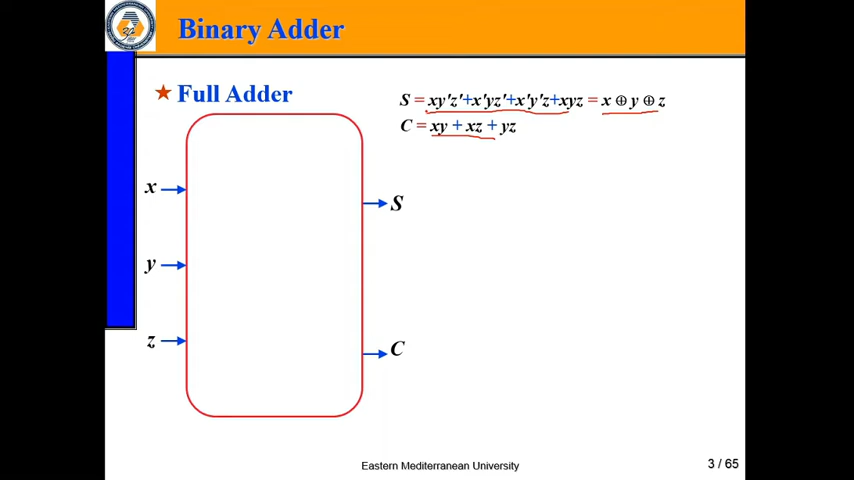 Binary Adder
★ Full Adder
S = xy'z'+x'yz'+x'y'z+xyz = x ⊕ y ⊕ z
C = xy + xz + yz
x
S
y
z
C
Eastern Mediterranean University
3 / 65